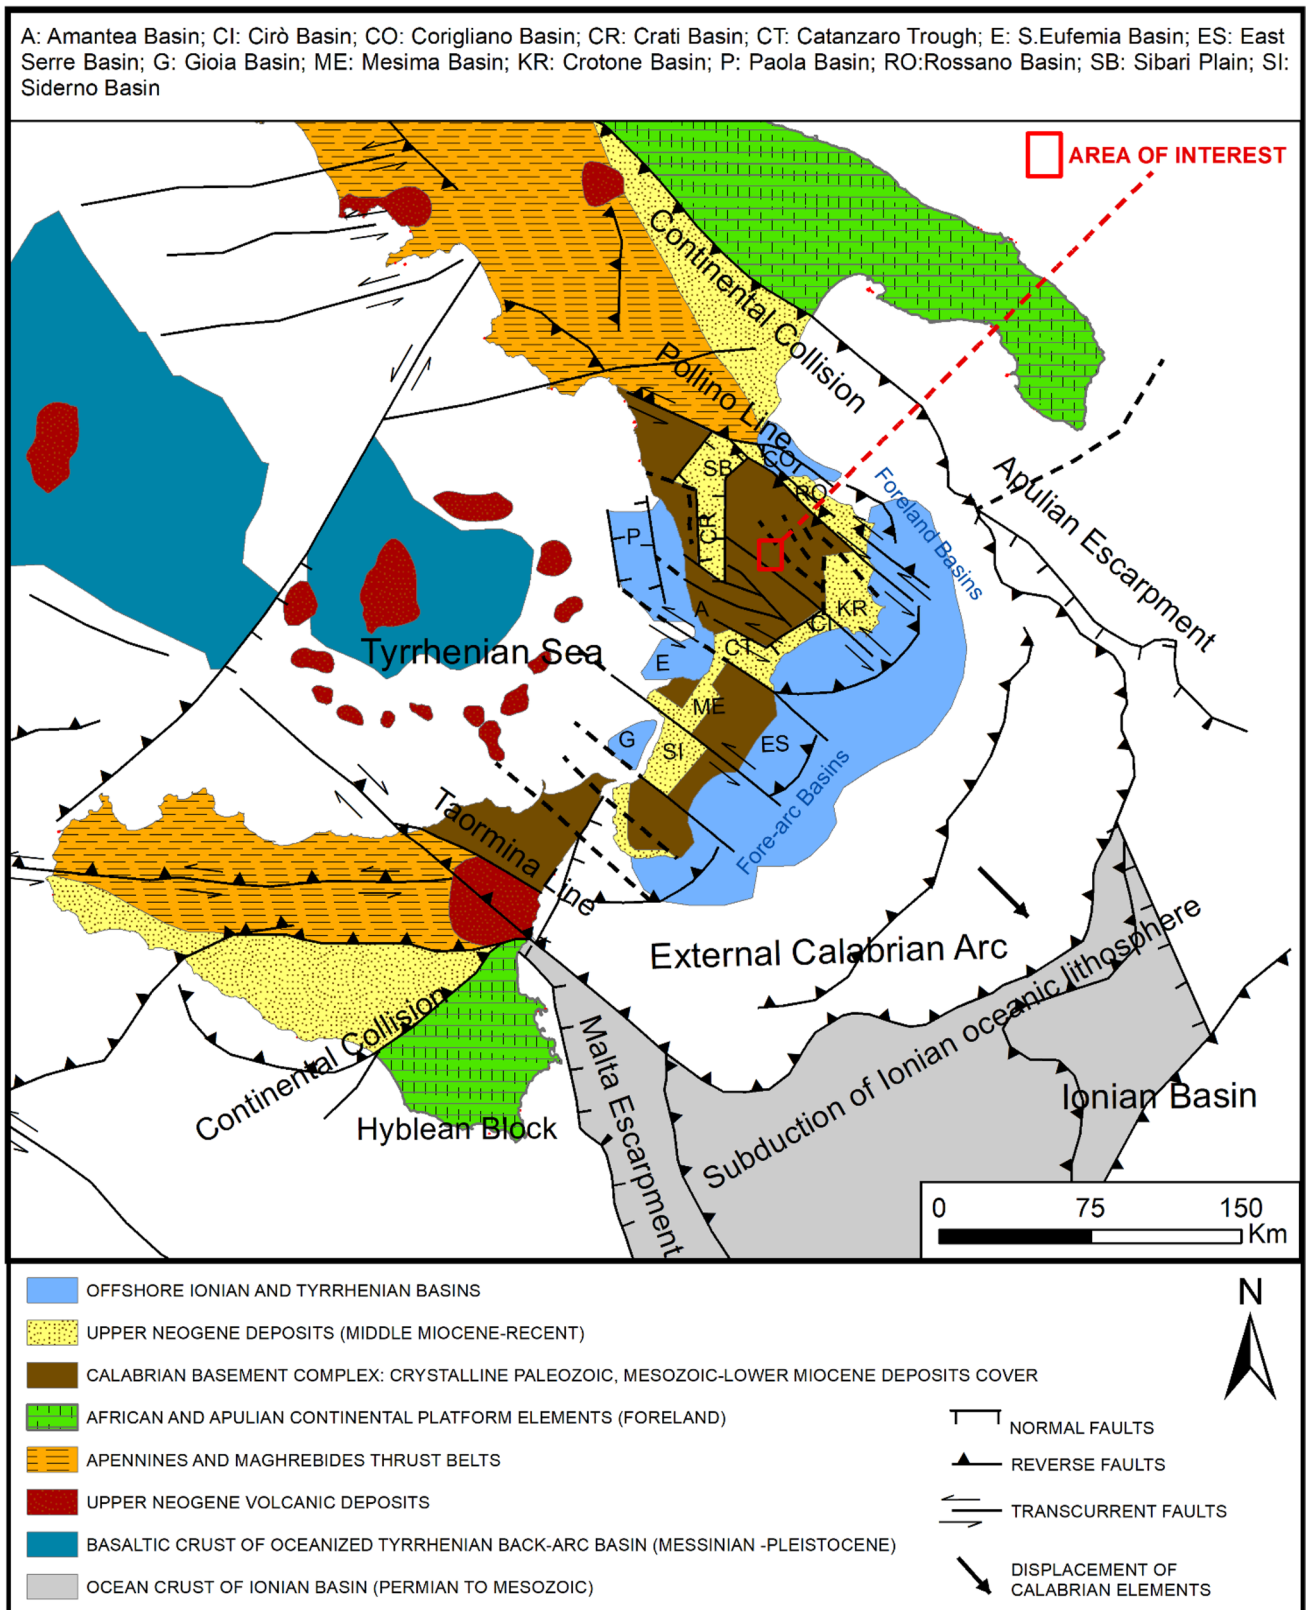 A: Amantea Basin; CI: Cirò Basin; CO: Corigliano Basin; CR: Crati Basin; CT: Catanzaro Trough; E: S.Eufemia Basin; ES: East
Serre Basin; G: Gioia Basin; ME: Mesima Basin; KR: Crotone Basin; P: Paola Basin; RO:Rossano Basin; SB: Sibari Plain; SI:
Siderno Basin
AREA OF INTEREST
Continental Collision
Pollino Line
CO
SB
RO
Foreland Basins
Apulian Escarpment
CR
P
A
KR
CI
Tyrrhenian Sea
CT
E
ME
G
SI
ES
Fore-arc Basins
Taormina Line
External Calabrian Arc
Subduction of Ionian oceanic lithosphere
Continental Collision
Malta Escarpment
Ionian Basin
Hyblean Block
0 75 150
Km
OFFSHORE IONIAN AND TYRRHENIAN BASINS
N
UPPER NEOGENE DEPOSITS (MIDDLE MIOCENE-RECENT)
CALABRIAN BASEMENT COMPLEX: CRYSTALLINE PALEOZOIC, MESOZOIC-LOWER MIOCENE DEPOSITS COVER
AFRICAN AND APULIAN CONTINENTAL PLATFORM ELEMENTS (FORELAND)
NORMAL FAULTS
APENNINES AND MAGHREBIDES THRUST BELTS
REVERSE FAULTS
UPPER NEOGENE VOLCANIC DEPOSITS
TRANSCURRENT FAULTS
BASALTIC CRUST OF OCEANIZED TYRRHENIAN BACK-ARC BASIN (MESSINIAN -PLEISTOCENE)
DISPLACEMENT OF
CALABRIAN ELEMENTS
OCEAN CRUST OF IONIAN BASIN (PERMIAN TO MESOZOIC)